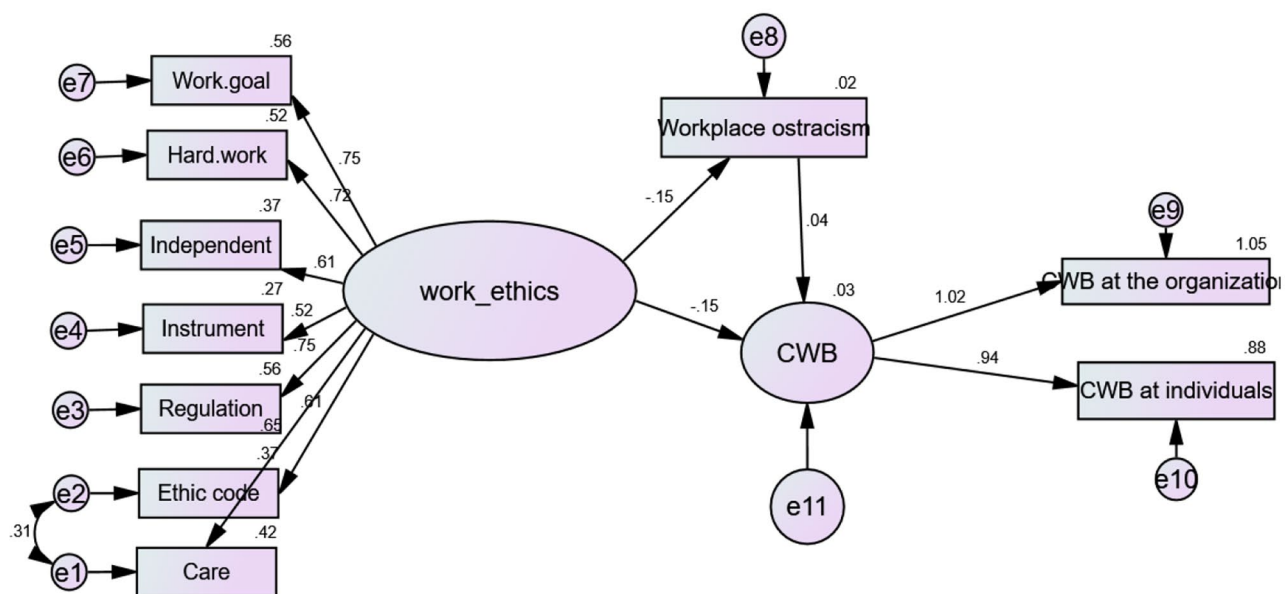 .56
e7
Work.goal
.52
e6
Hard.work
.75
.72
.37
e5
Independent
.61
.27
e4
Instrument
.52
.75
.56
e3
Regulation
.61
.65
.37
e2
Ethic code
.31
.42
e1
Care
work_ethics
e8
.02
Workplace ostracism
-.15
.04
-.15
.03
CWB
e11
1.02
.94
e9
1.05
CWB at the organization
.88
CWB at individuals
e10